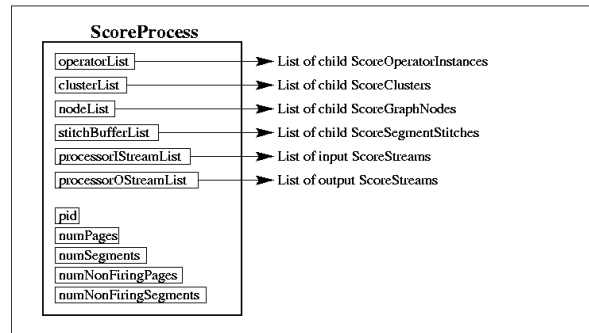 ScoreProcess
operatorList List of child ScoreOperatorInstances
clusterList List of child ScoreClusters
nodeList List of child ScoreGraphNodes
stitchBufferList List of child ScoreSegmentStitches
processorIStreamList List of input ScoreStreams
processorOStreamList List of output ScoreStreams
pid
numPages
numSegments
numNonFiringPages
numNonFiringSegments